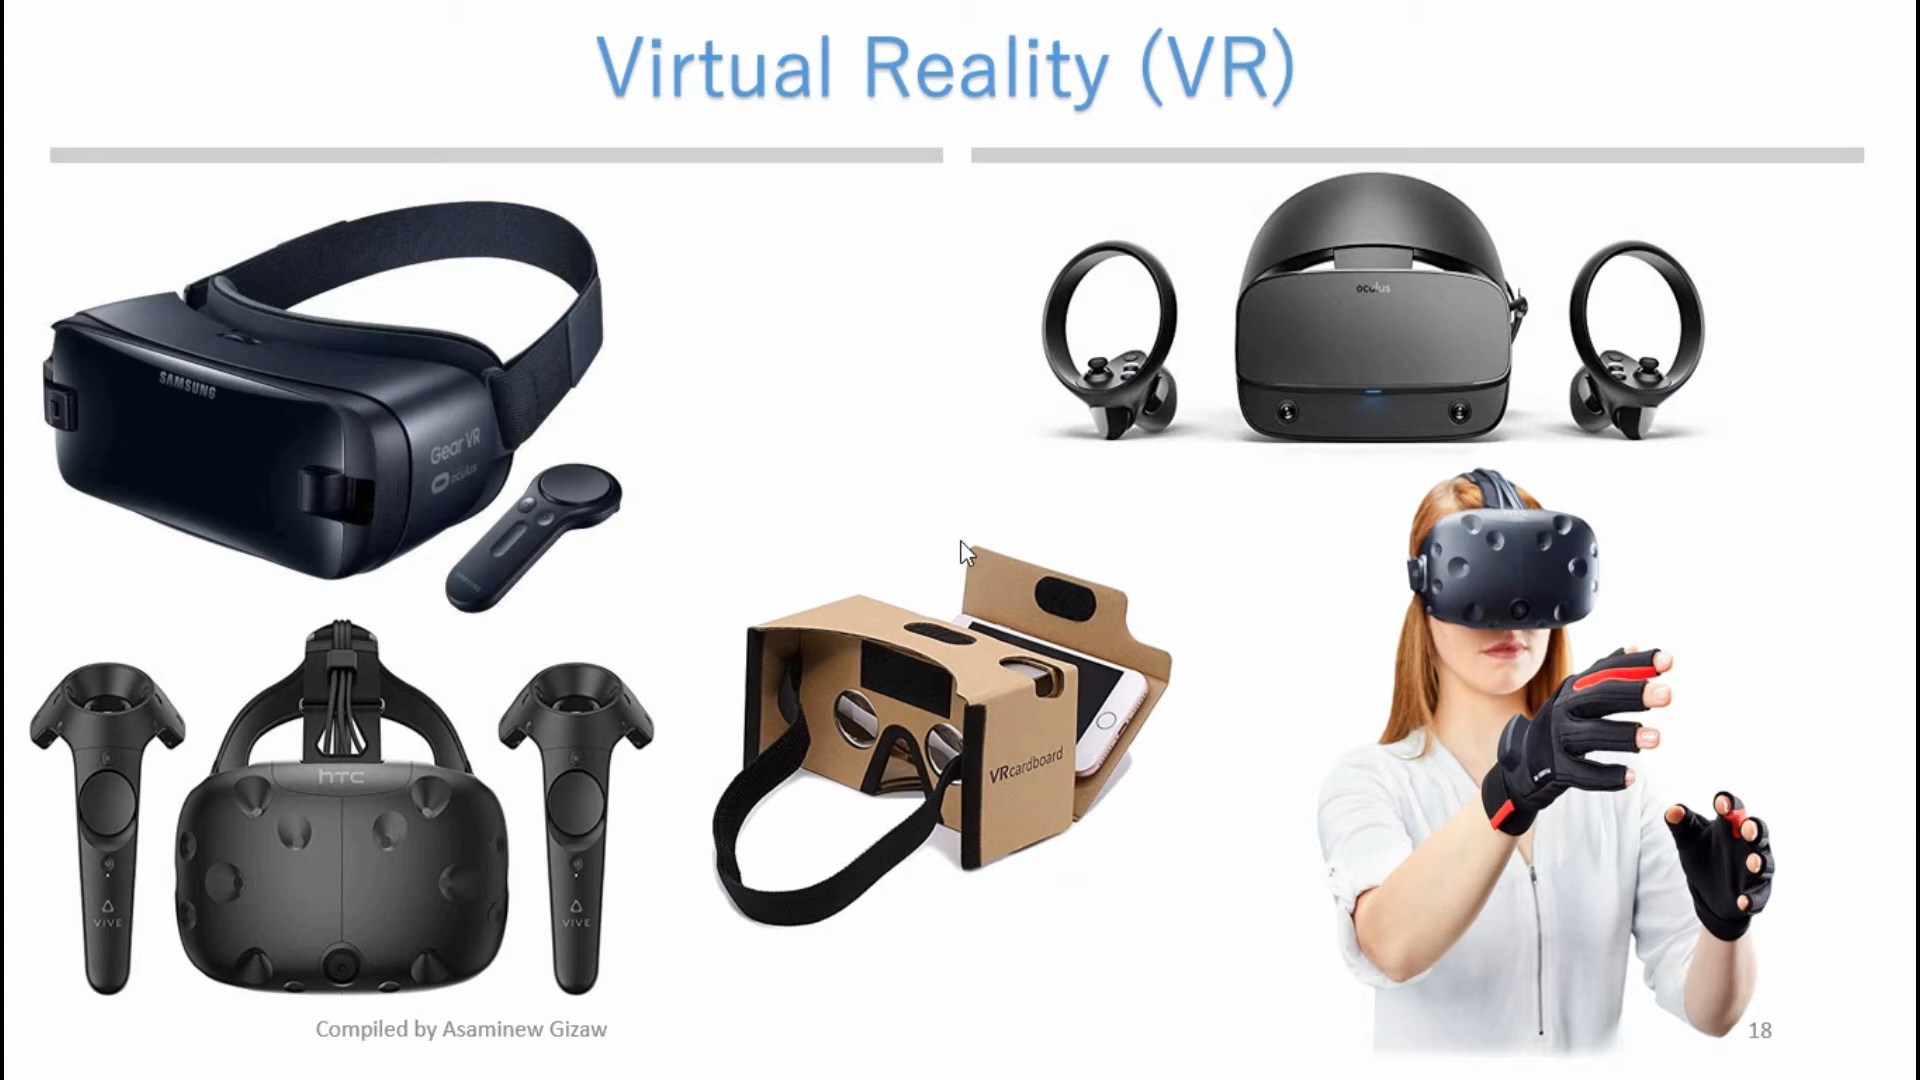 Virtual Reality (VR)
SAMSUNG
Gear VR
oculus
oculus
htc
VIVE
VIVE
VRcardboard
Compiled by Asaminew Gizaw
18